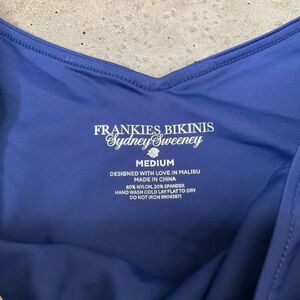 FRANKIES BIKINIS
Sydney Sweeney
MEDIUM
DESIGNED WITH LOVE IN MALIBU
MADE IN CHINA
80% NYLON, 20% SPANDEX
HAND WASH COLD LAY FLAT TO DRY
DO NOT IRON RN143871